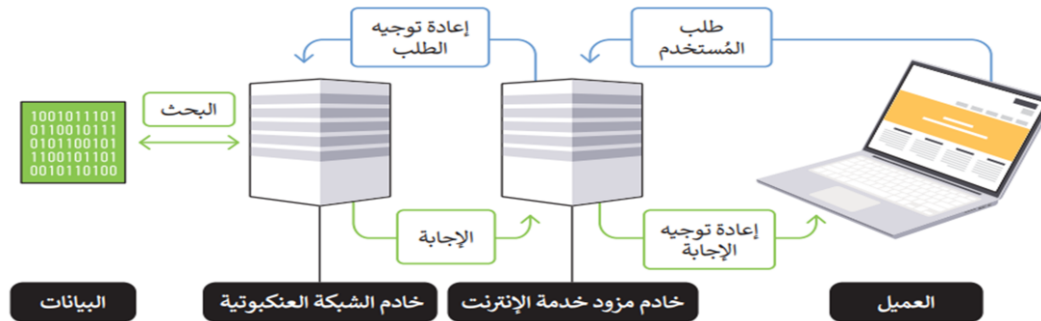 طلب
المُستخدم
إعادة توجيه
الطلب
البحث
1001011101
0110010111
0101100101
1100101101
0010110100
الإجابة
إعادة توجيه
الإجابة
العميل
خادم مزود خدمة الإنترنت
خادم الشبكة العنكبوتية
البيانات